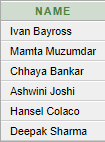 NAME
Ivan Bayross
Mamta Muzumdar
Chhaya Bankar
Ashwini Joshi
Hansel Colaco
Deepak Sharma